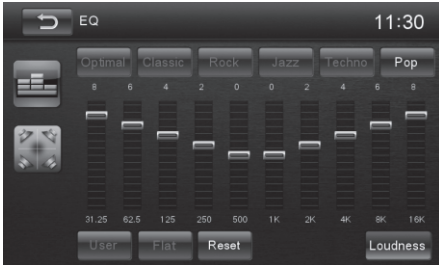 EQ 11:30
Optimal Classic Rock Jazz Techno Pop
8 6 4 2 0 0 2 4 6 8
31.25 62.5 125 250 500 1K 2K 4K 8K 16K
User Flat Reset Loudness